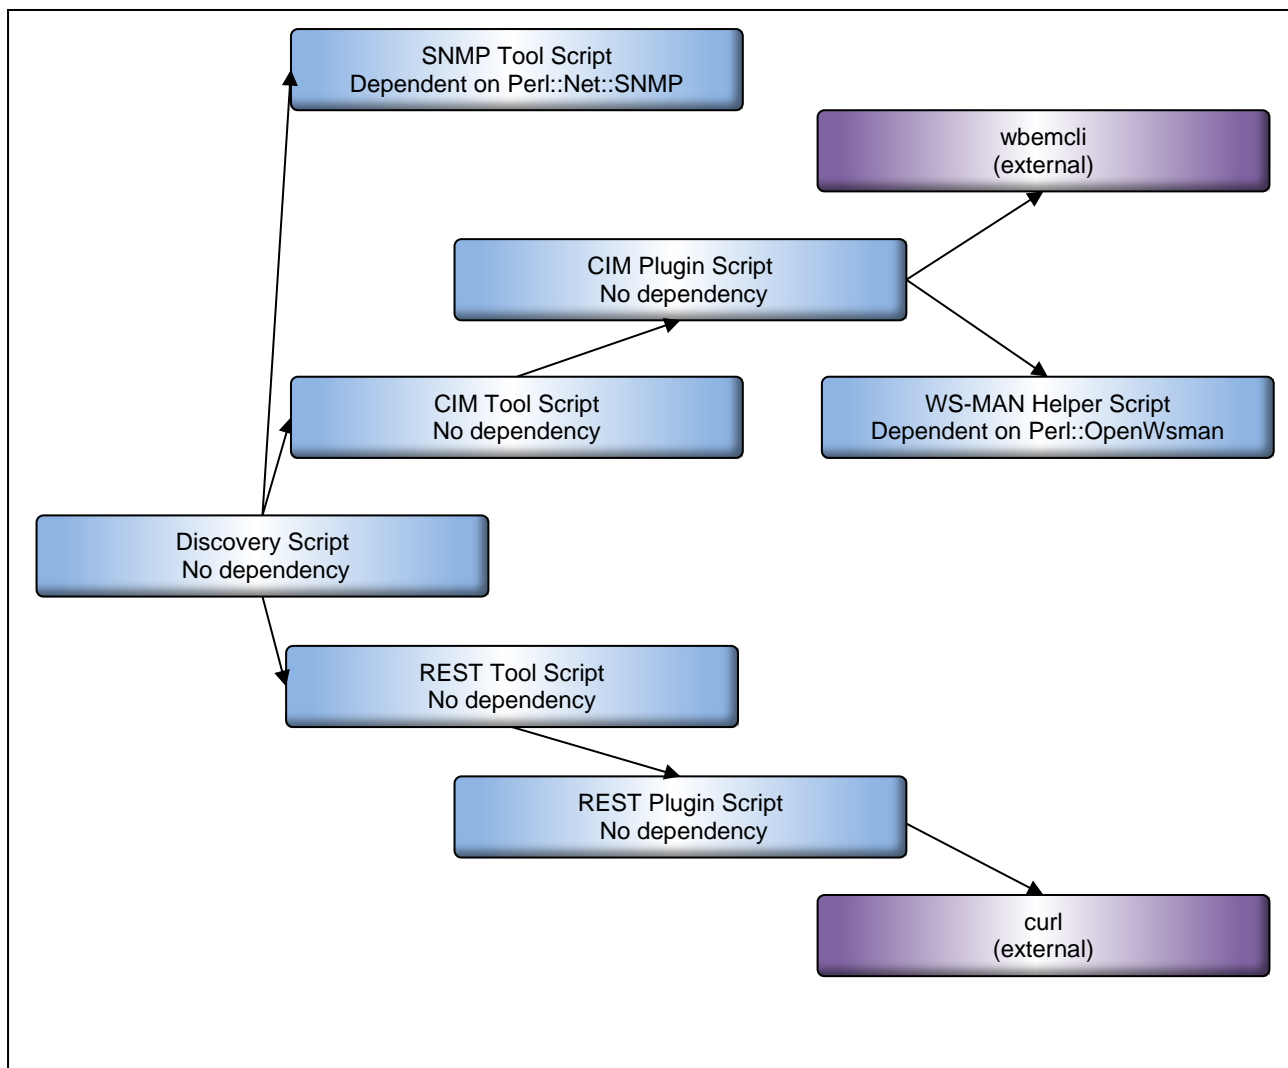 SNMP Tool Script
Dependent on Perl::Net::SNMP
wbemcli
(external)
CIM Plugin Script
No dependency
CIM Tool Script
No dependency
WS-MAN Helper Script
Dependent on Perl::OpenWsman
Discovery Script
No dependency
REST Tool Script
No dependency
REST Plugin Script
No dependency
curl
(external)